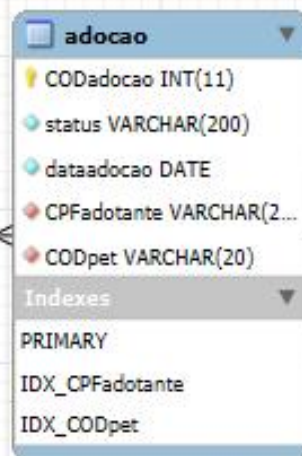 adocao
CODadocao INT(11)
status VARCHAR(200)
dataadocao DATE
CPFadotante VARCHAR(2...
CODpet VARCHAR(20)
Indexes
PRIMARY
IDX_CPFadotante
IDX_CODpet